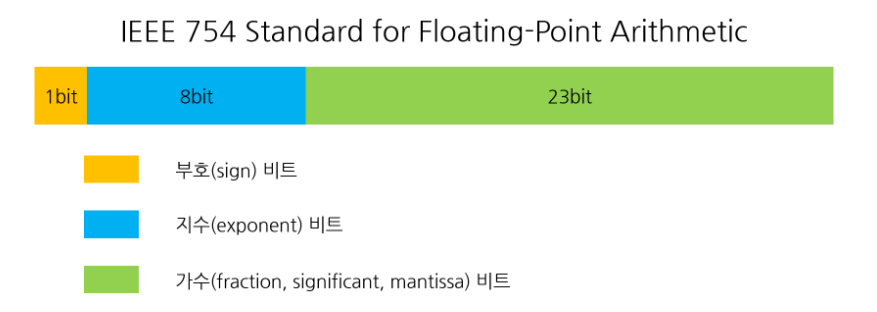 IEEE 754 Standard for Floating-Point Arithmetic
1bit 8bit 23bit
부호(sign) 비트
지수(exponent) 비트
가수(fraction, significant, mantissa) 비트